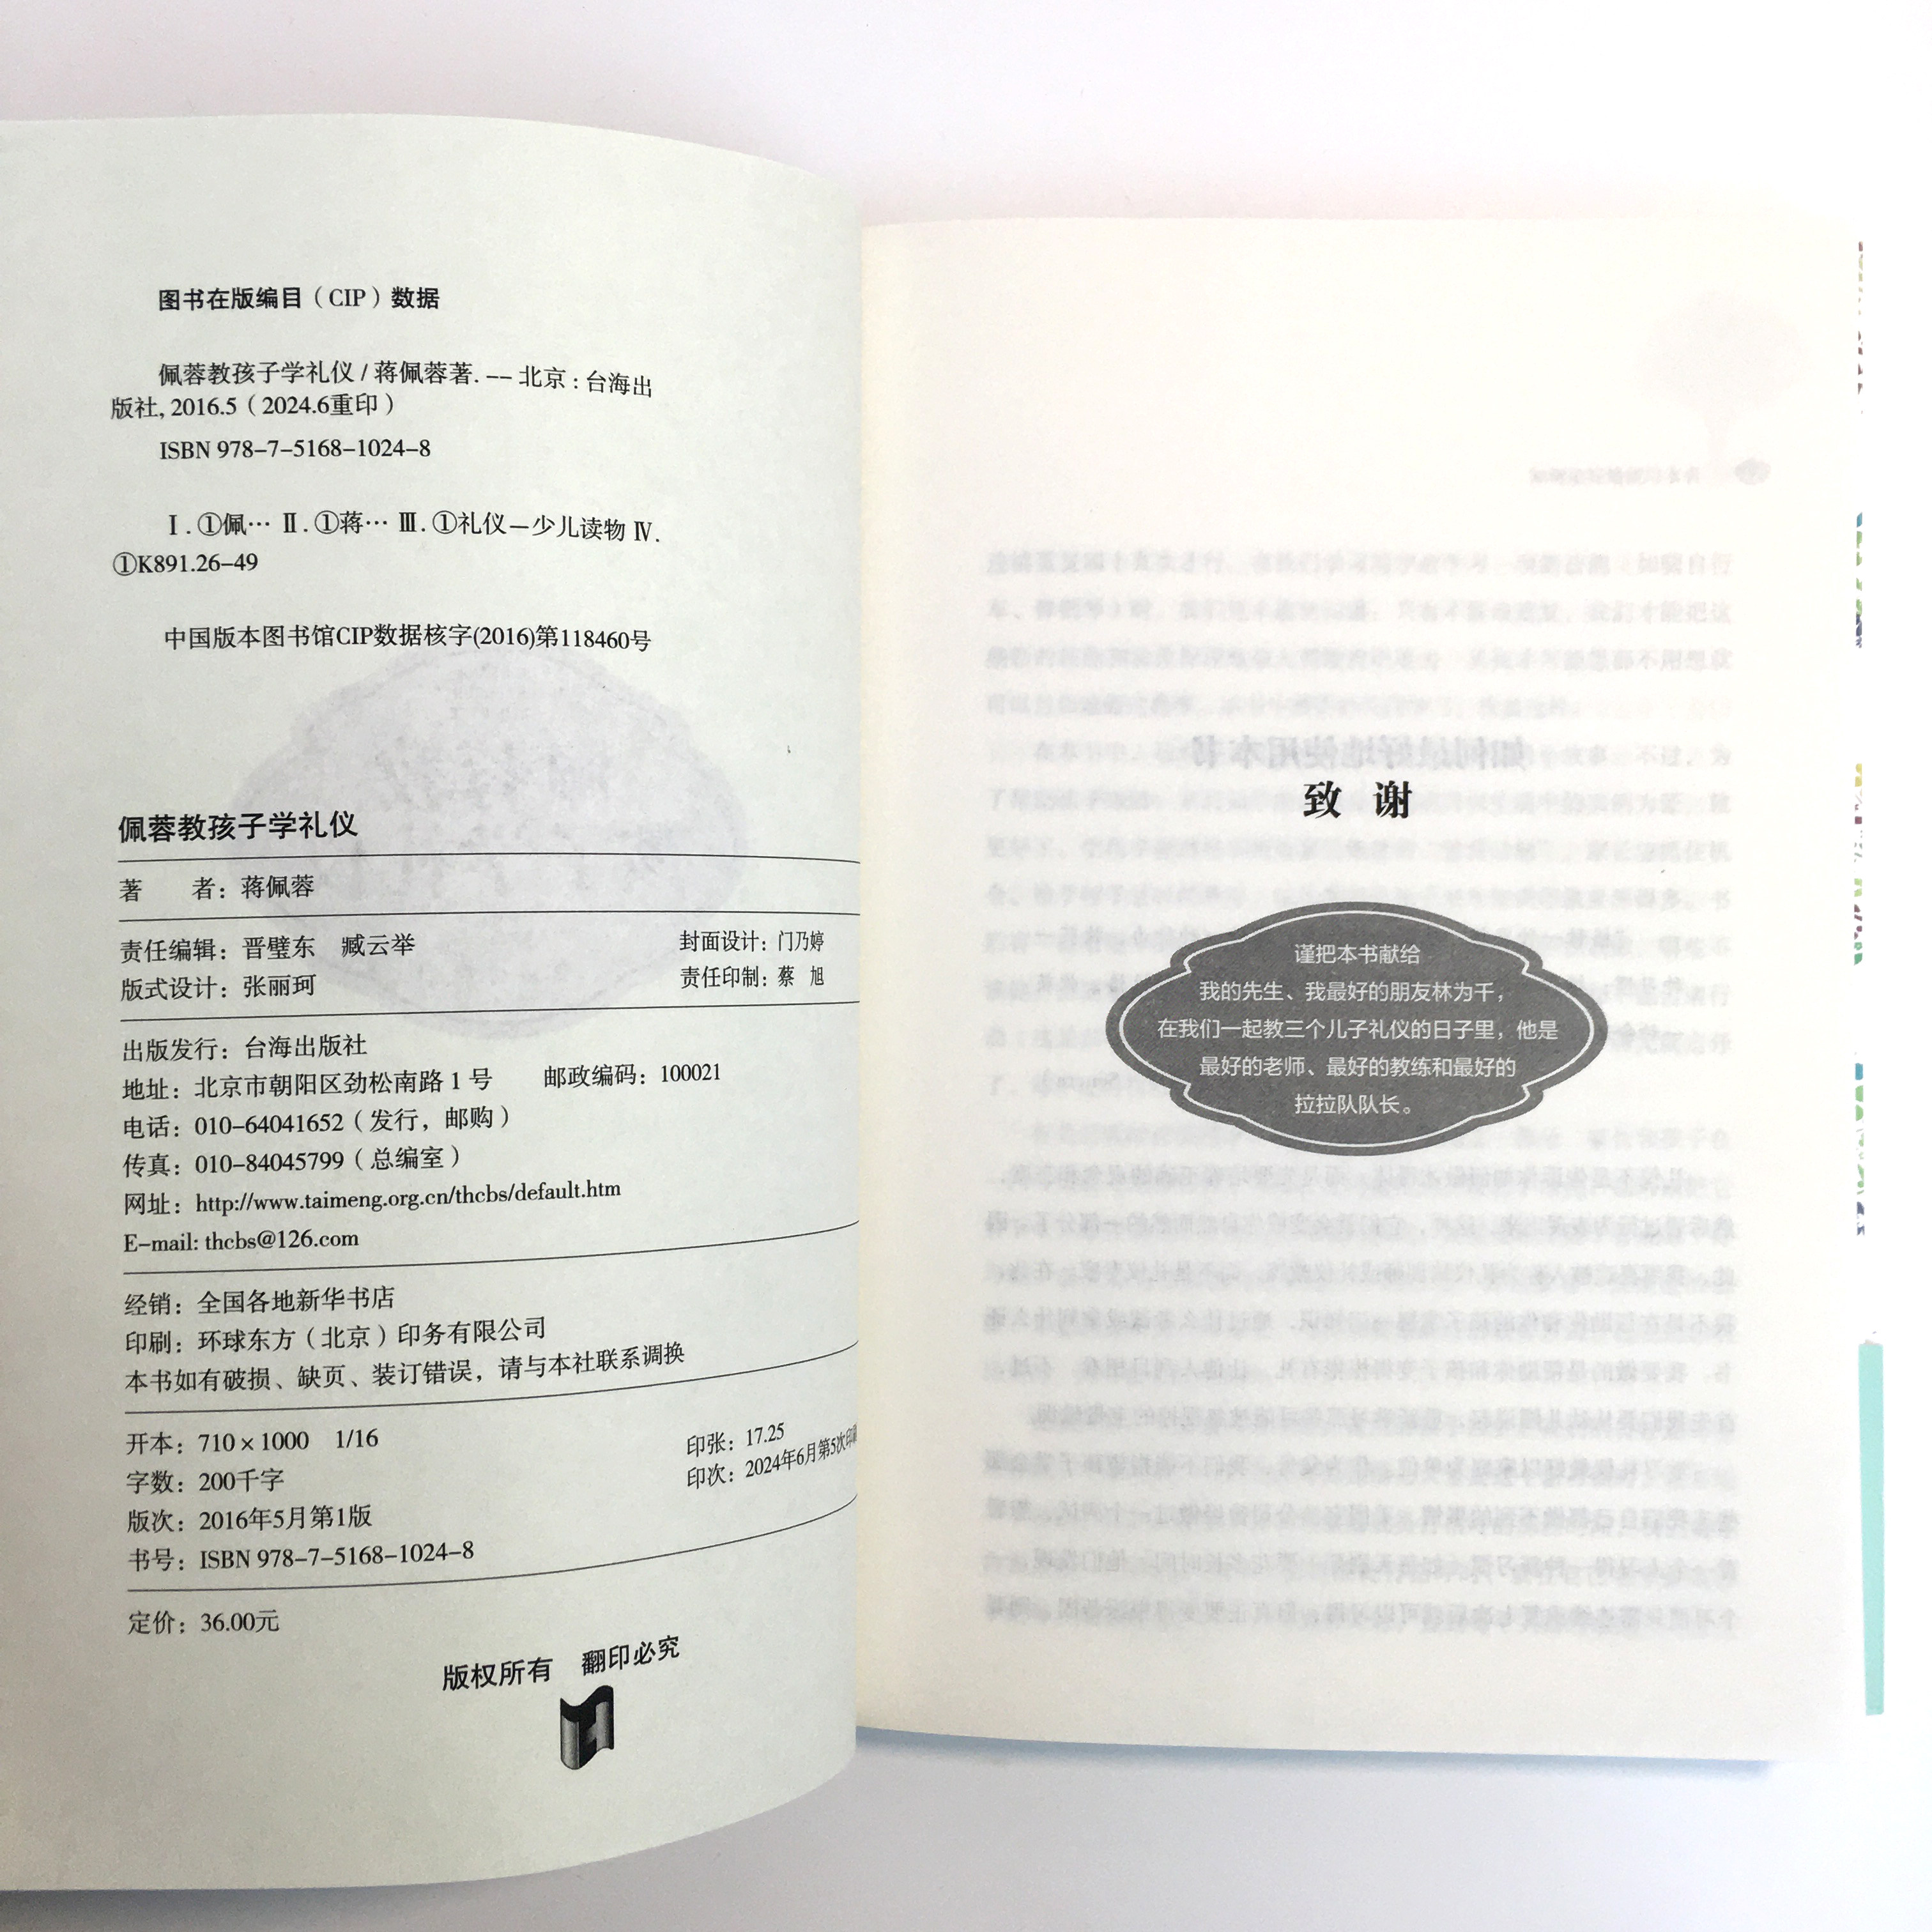 图书在版编目（CIP）数据
佩蓉教孩子学礼仪 / 蒋佩蓉著. -- 北京 : 台海出
版社, 2016.5（2024.6重印）
ISBN 978-7-5168-1024-8
Ⅰ. ①佩… Ⅱ. ①蒋… Ⅲ. ①礼仪—少儿读物 Ⅳ.
①K891.26-49
中国版本图书馆CIP数据核字(2016)第118460号
佩蓉教孩子学礼仪
著 者：蒋佩蓉
责任编辑：晋璧东 臧云举 封面设计：门乃婷
版式设计：张丽珂 责任印制：蔡 旭
出版发行：台海出版社
地址：北京市朝阳区劲松南路 1 号 邮政编码：100021
电话：010-64041652（发行，邮购）
传真：010-84045799（总编室）
网址：http://www.taimeng.org.cn/thcbs/default.htm
E-mail: thcbs@126.com
经销：全国各地新华书店
印刷：环球东方（北京）印务有限公司
本书如有破损、缺页、装订错误，请与本社联系调换
开本：710×1000 1/16 印张：17.25
字数：200千字 印次：2024年6月第5次印刷
版次：2016年5月第1版
书号：ISBN 978-7-5168-1024-8
定价：36.00元
版权所有 翻印必究
致 谢
谨把本书献给
我的先生、我最好的朋友林为千，
在我们一起教三个儿子礼仪的日子里，他是
最好的老师、最好的教练和最好的
拉拉队队长。